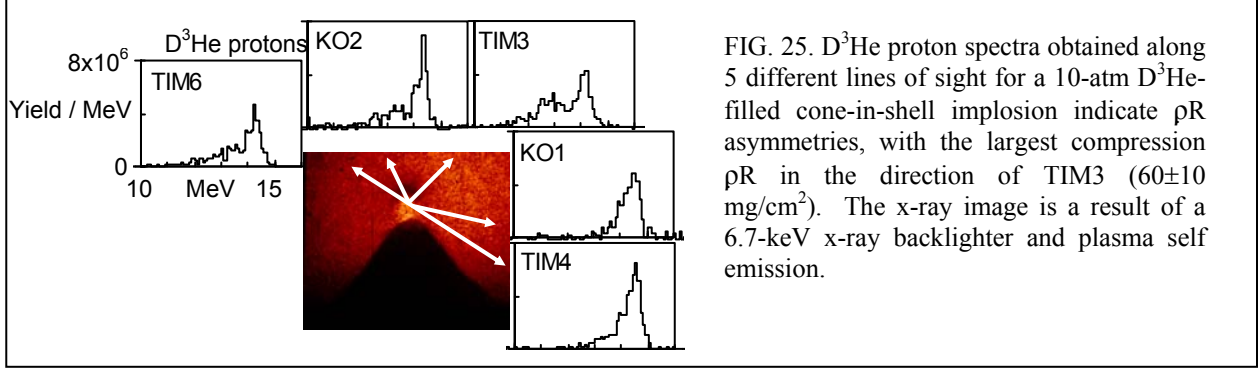 D³He protons
8x10⁶
Yield / MeV
0
10 MeV 15
TIM6
KO2
TIM3
KO1
TIM4
FIG. 25. D³He proton spectra obtained along
5 different lines of sight for a 10-atm D³He-
filled cone-in-shell implosion indicate ρR
asymmetries, with the largest compression
ρR in the direction of TIM3 (60±10
mg/cm²). The x-ray image is a result of a
6.7-keV x-ray backlighter and plasma self
emission.